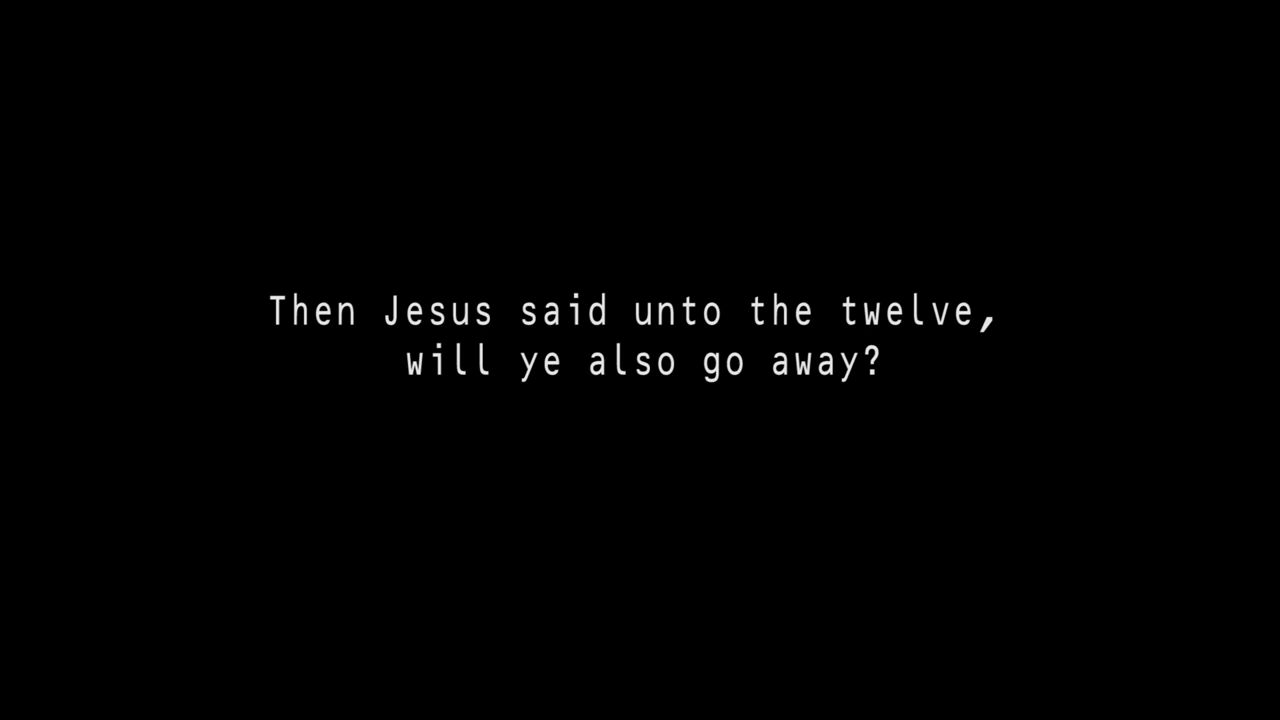 Then Jesus said unto the twelve,
will ye also go away?